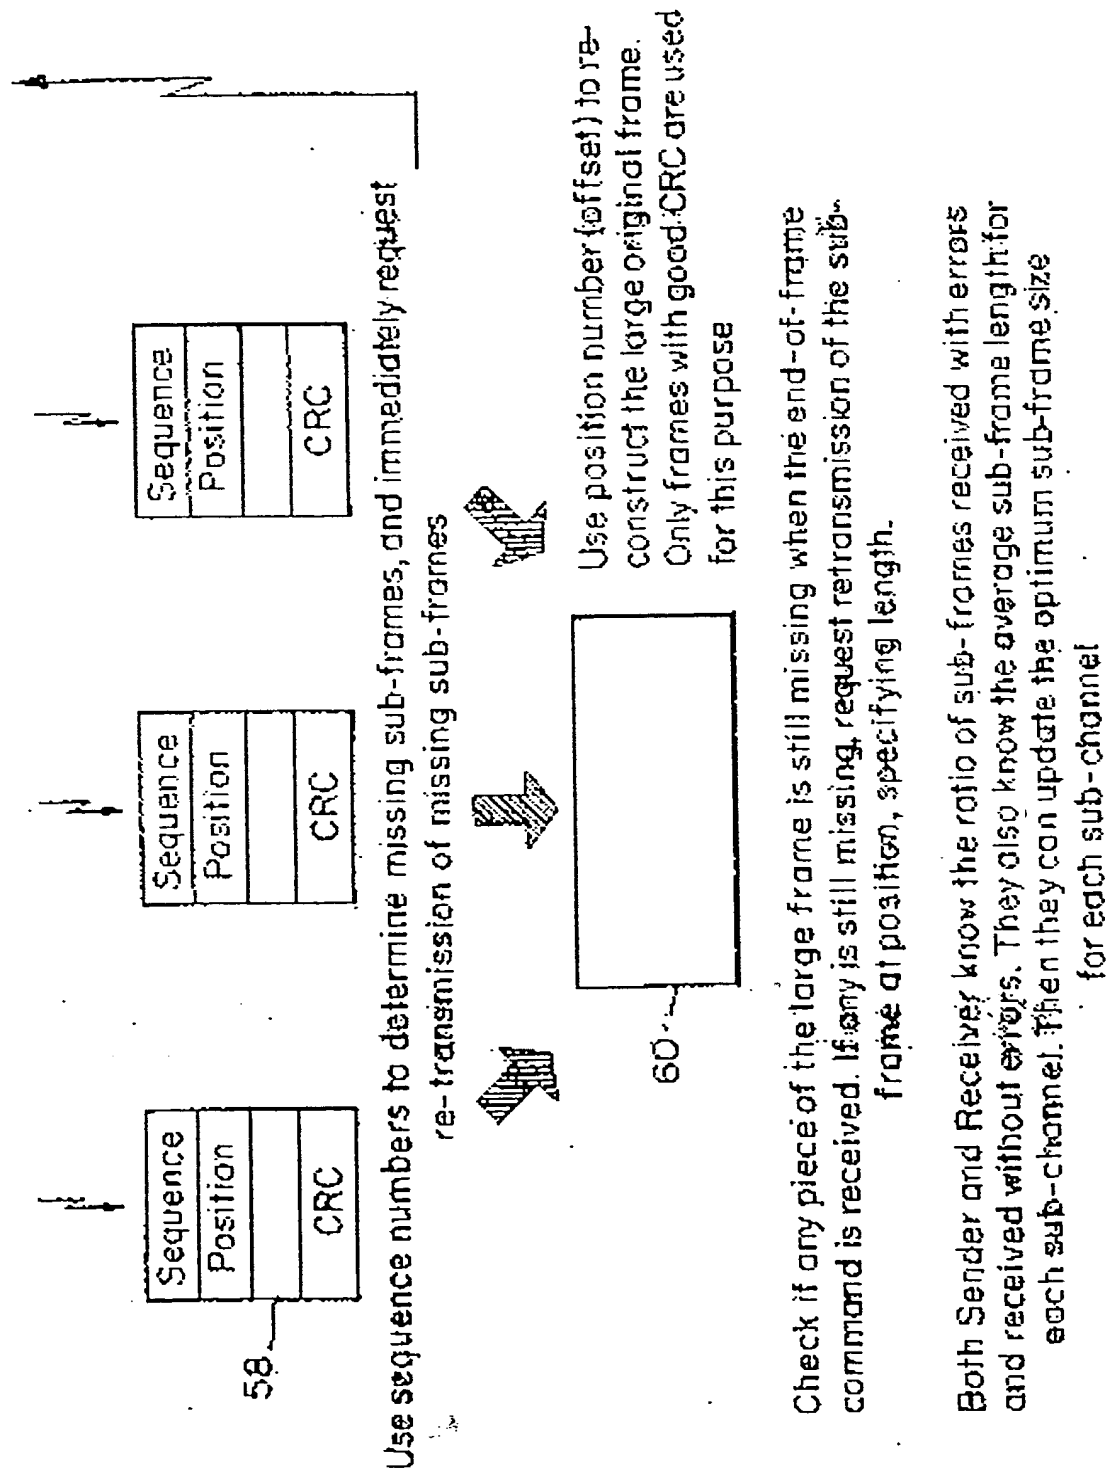 Sequence
Position
CRC
Sequence
Position
CRC
Sequence
Position
CRC
58
Use sequence numbers to determine missing sub-frames, and immediately request
re-transmission of missing sub-frames
60
Use position number (offset) to re-
construct the large original frame.
Only frames with good CRC are used
for this purpose
Check if any piece of the large frame is still missing when the end-of-frame
command is received. If any is still missing, request retransmission of the sub-
frame at position, specifying length.
Both Sender and Receiver know the ratio of sub-frames received with errors
and received without errors. They also know the average sub-frame length for
each sub-channel. Then they can update the optimum sub-frame size
for each sub-channel